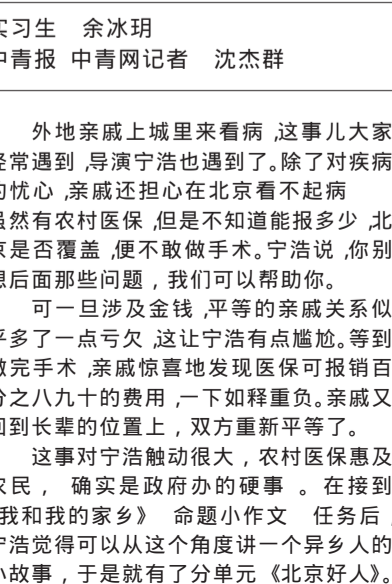 实习生 余冰玥
中青报 中青网记者 沈杰群
外地亲戚上城里来看病,这事儿大家
经常遇到,导演宁浩也遇到了。除了对疾病
的忧心,亲戚还担心在北京看不起病
虽然有农村医保,但是不知道能报多少,北
京是否覆盖,便不敢做手术。宁浩说,你别
想后面那些问题,我们可以帮助你。
可一旦涉及金钱,平等的亲戚关系似
乎多了一点亏欠,这让宁浩有点尴尬。等到
做完手术,亲戚惊喜地发现医保可报销百
分之八九十的费用,一下如释重负。亲戚又
回到长辈的位置上,双方重新平等了。
这事对宁浩触动很大,农村医保惠及
农民, 确实是政府办的硬事 。在接到
《我和我的家乡》 命题小作文 任务后,
宁浩觉得可以从这个角度讲一个异乡人的
小故事,于是就有了分单元《北京好人》。